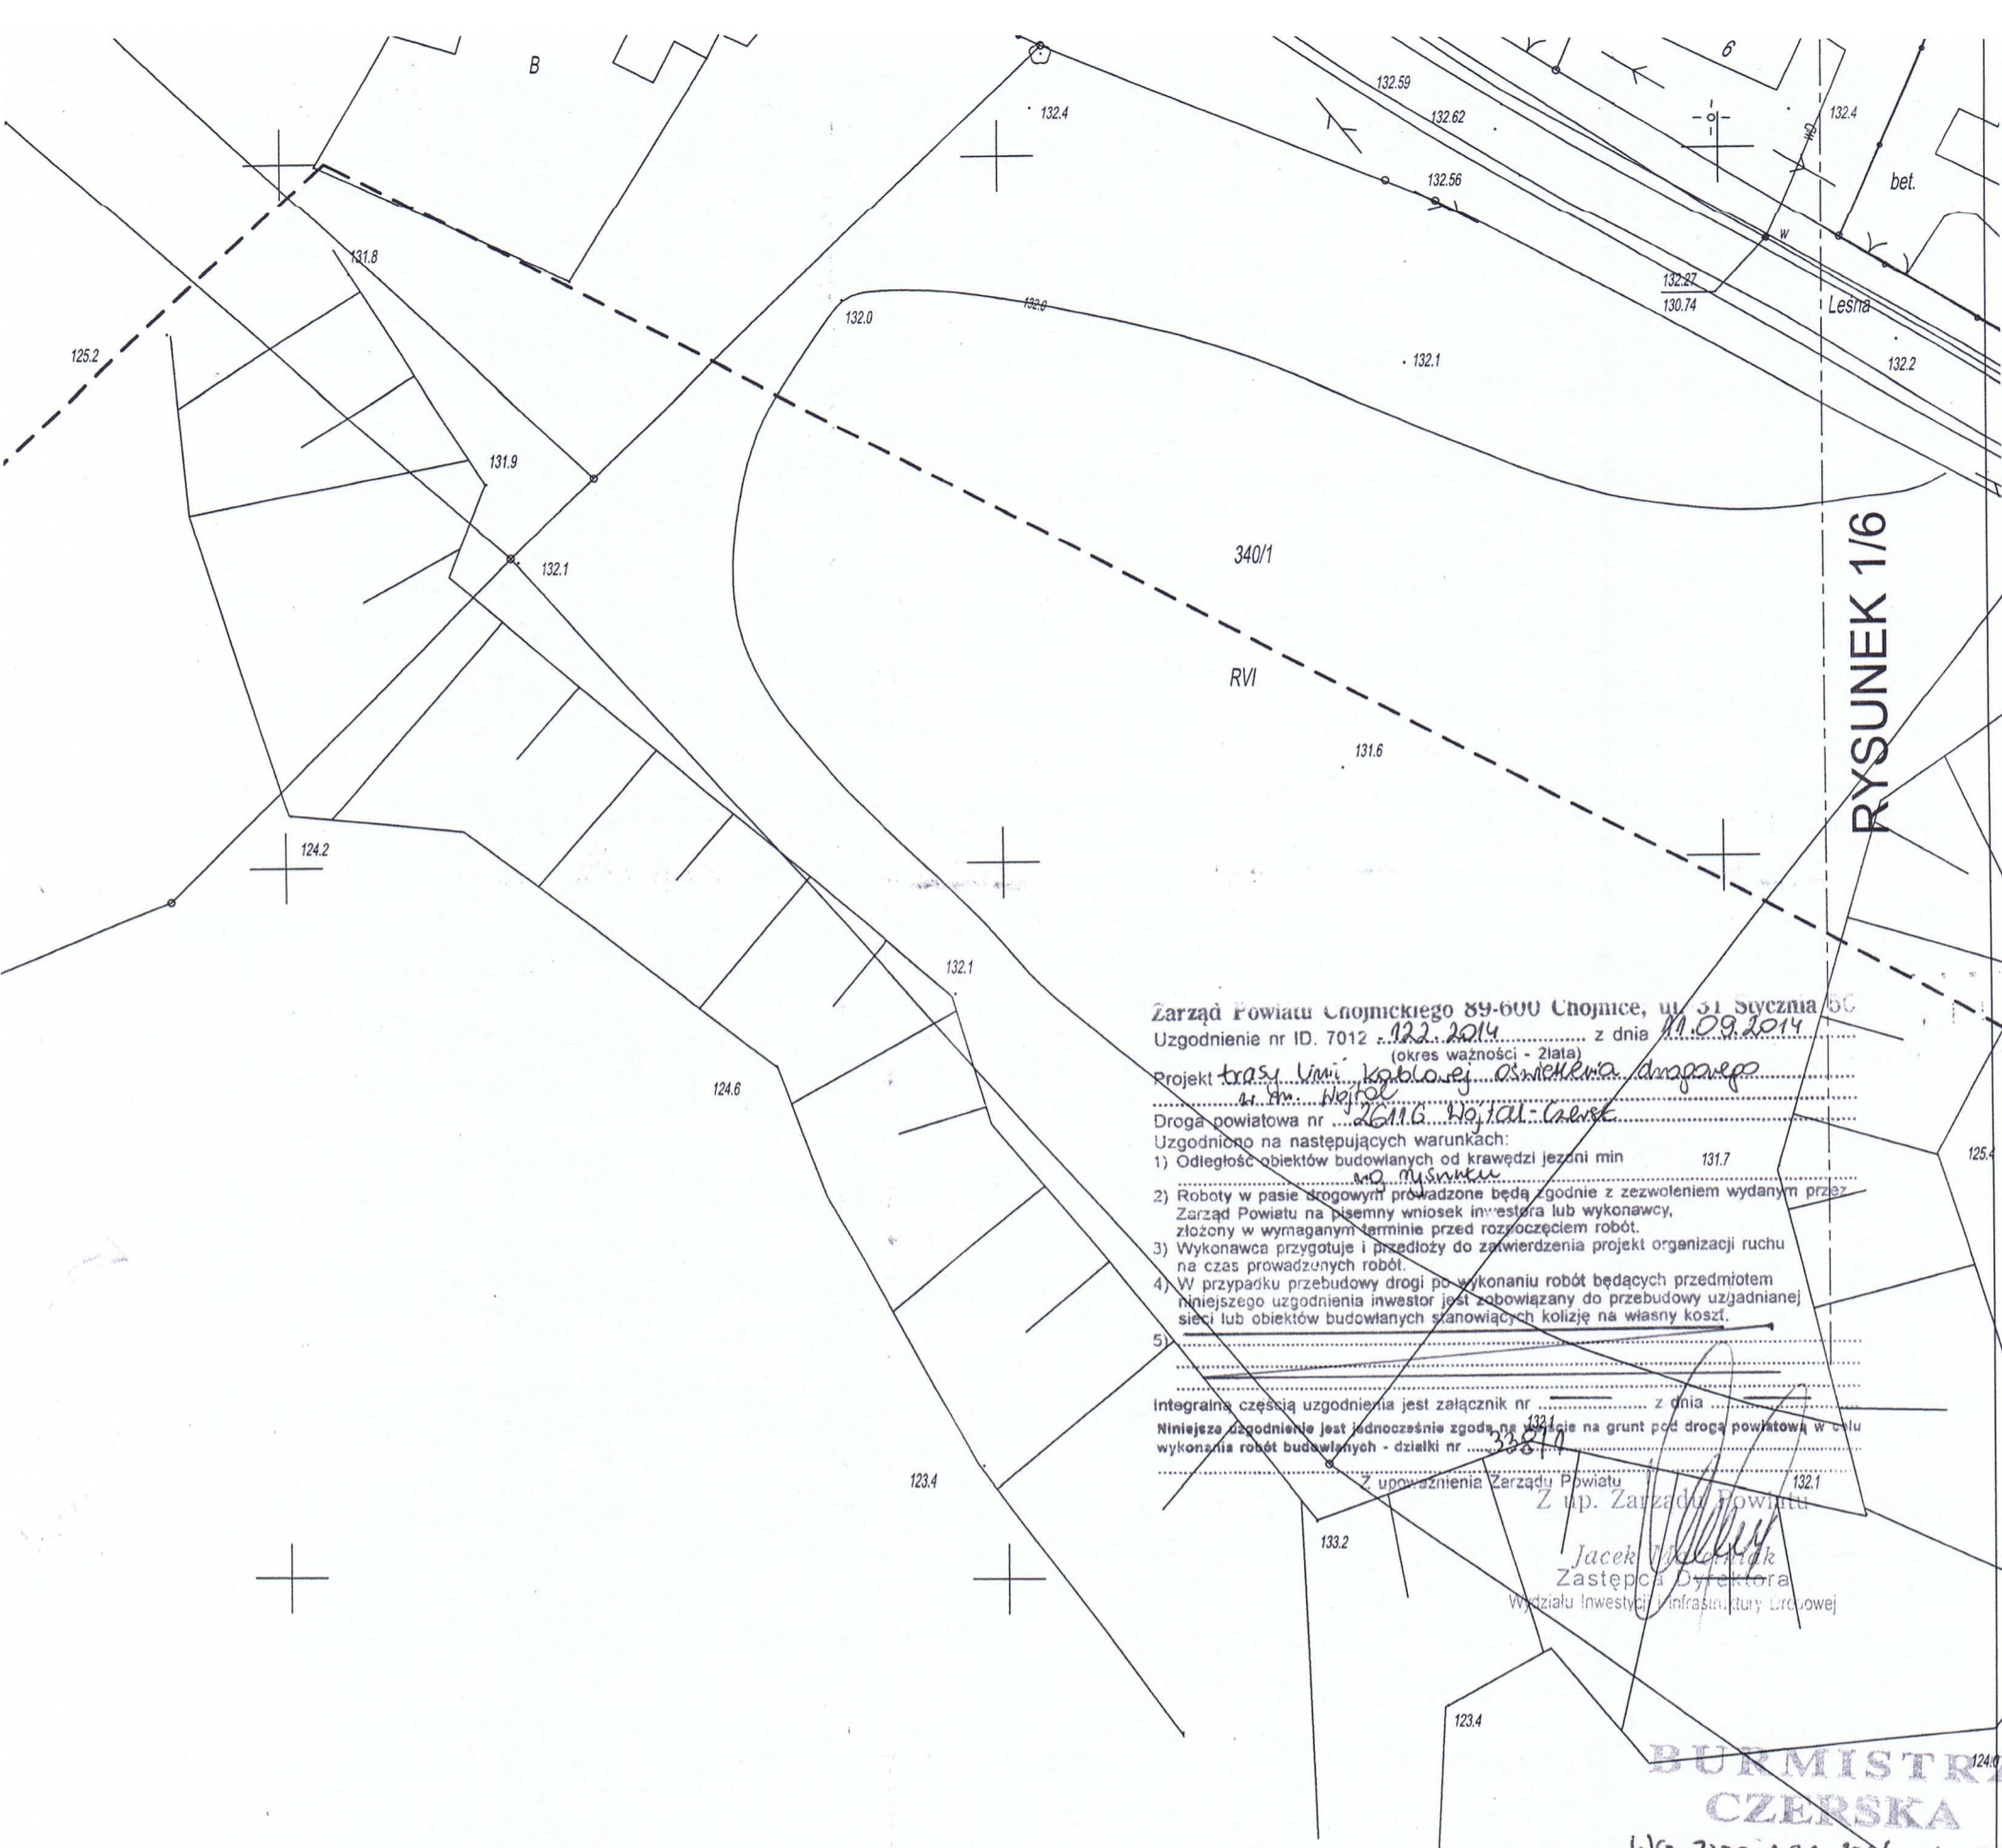 B
132.4
132.59
132.62
6
132.4
wD
132.56
bet.
w
131.8
132.27
130.74
Leśna
132.0
132.0
125.2
132.1
132.2
131.9
132.1
340/1
RYSUNEK 1/6
RVI
131.6
124.2
132.1
124.6
Zarząd Powiatu Chojnickiego 89-600 Chojnice, ul. 31 Stycznia
Uzgodnienie nr ID. 7012 .122.2014 z dnia 11.09.2014
(okres ważności - 2lata)
Projekt trasy linii kablowej oświetlenia drogowego
w m. Wojtal
Droga powiatowa nr 2611G Wojtal-Czersk
Uzgodniono na następujących warunkach:
1) Odległość obiektów budowlanych od krawędzi jezdni min
131.7
125.4
wg rysunku
2) Roboty w pasie drogowym prowadzone będą zgodnie z zezwoleniem wydanym przez
Zarząd Powiatu na pisemny wniosek inwestora lub wykonawcy,
złożony w wymaganym terminie przed rozpoczęciem robót.
3) Wykonawca przygotuje i przedłoży do zatwierdzenia projekt organizacji ruchu
na czas prowadzonych robót.
4) W przypadku przebudowy drogi po wykonaniu robót będących przedmiotem
niniejszego uzgodnienia inwestor jest zobowiązany do przebudowy uzgadnianej
sieci lub obiektów budowlanych stanowiących kolizję na własny koszt.
5)
Integralną częścią uzgodnienia jest załącznik nr z dnia
132.1
Niniejsze uzgodnienie jest jednocześnie zgodą na wejście na grunt pod drogą powiatową w celu
wykonania robót budowlanych - działki nr 338/1
123.4
Z upoważnienia Zarządu Powiatu
132.1
Z up. Zarządu Powiatu
133.2
Jacek
Zastępca Dyrektora
Wydziału Inwestycji i Infrastruktury Drogowej
123.4
BURMISTRZ
124.0
CZERSKA